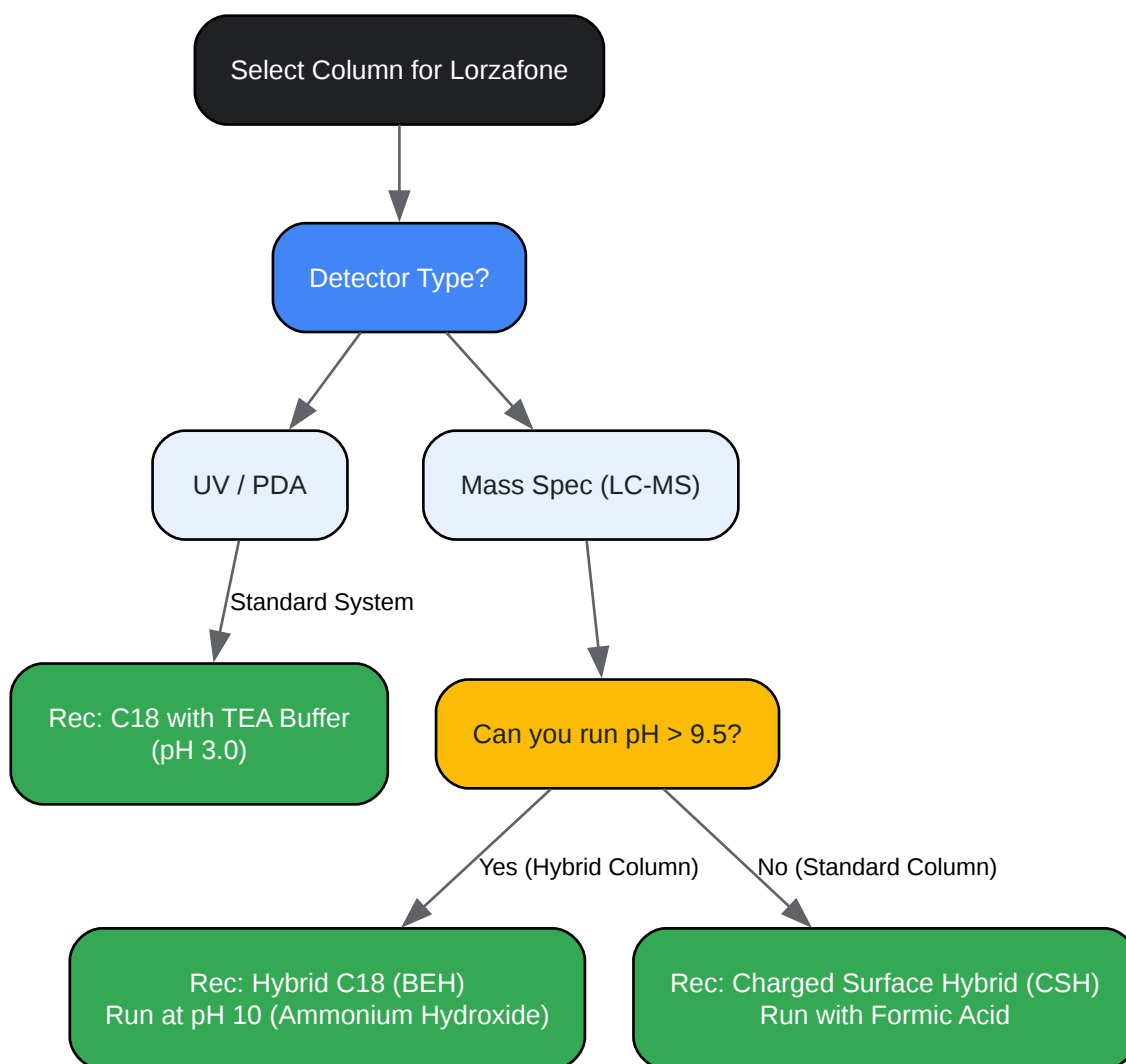 Select Column for Lorzafone
Detector Type?
UV / PDA
Mass Spec (LC-MS)
Standard System
Rec: C18 with TEA Buffer
(pH 3.0)
Can you run pH > 9.5?
Yes (Hybrid Column)
No (Standard Column)
Rec: Hybrid C18 (BEH)
Run at pH 10 (Ammonium Hydroxide)
Rec: Charged Surface Hybrid (CSH)
Run with Formic Acid